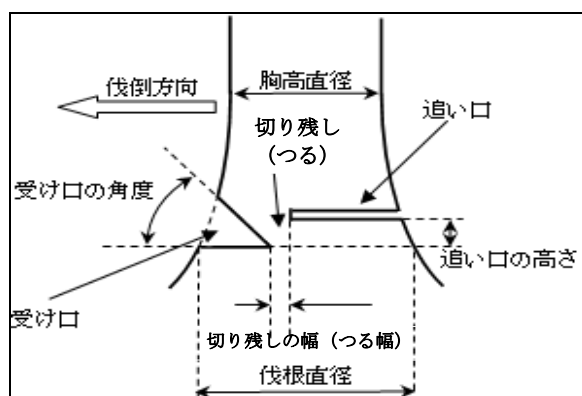 伐倒方向
胸高直径
追い口
切り残し
（つる）
受け口の角度
追い口の高さ
受け口
切り残しの幅（つる幅）
伐根直径